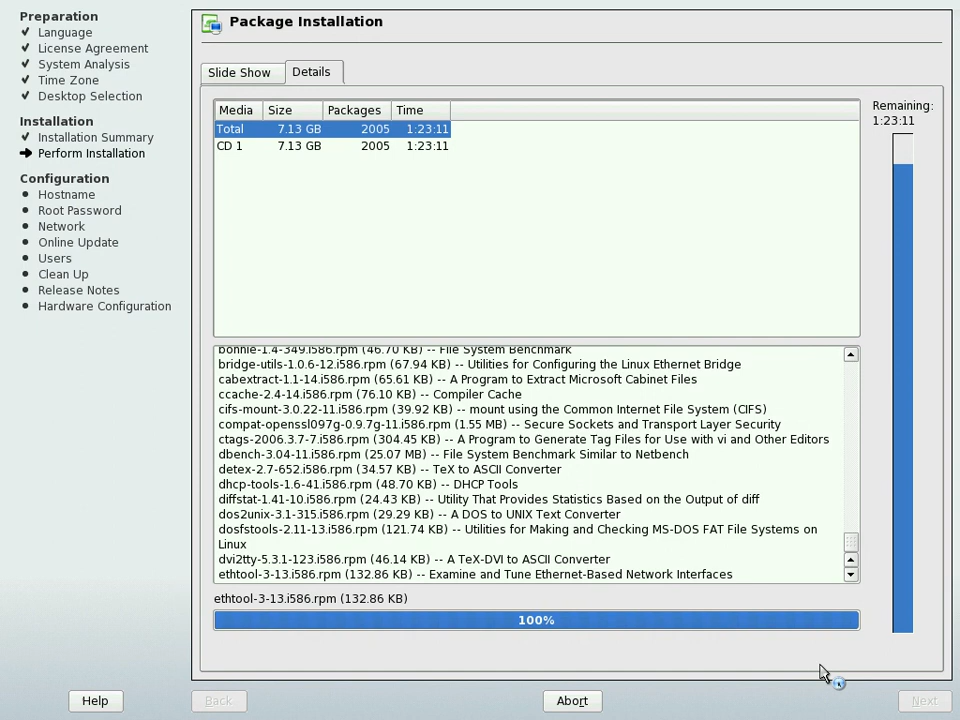 Preparation
Language
License Agreement
System Analysis
Time Zone
Desktop Selection
Installation
Installation Summary
Perform Installation
Configuration
Hostname
Root Password
Network
Online Update
Users
Clean Up
Release Notes
Hardware Configuration
Package Installation
Slide Show Details
Media Size Packages Time
Total 7.13 GB 2005 1:23:11
CD 1 7.13 GB 2005 1:23:11
Remaining:
1:23:11
bonnie-1.4-349.i586.rpm (46.70 KB) -- File System Benchmark
bridge-utils-1.0.6-12.i586.rpm (67.94 KB) -- Utilities for Configuring the Linux Ethernet Bridge
cabextract-1.1-14.i586.rpm (65.61 KB) -- A Program to Extract Microsoft Cabinet Files
ccache-2.4-14.i586.rpm (76.10 KB) -- Compiler Cache
cifs-mount-3.0.22-11.i586.rpm (39.92 KB) -- mount using the Common Internet File System (CIFS)
compat-openssl097g-0.9.7g-11.i586.rpm (1.55 MB) -- Secure Sockets and Transport Layer Security
ctags-2006.3.7-7.i586.rpm (304.45 KB) -- A Program to Generate Tag Files for Use with vi and Other Editors
dbench-3.04-11.i586.rpm (25.07 MB) -- File System Benchmark Similar to Netbench
detex-2.7-652.i586.rpm (34.57 KB) -- TeX to ASCII Converter
dhcp-tools-1.6-41.i586.rpm (48.70 KB) -- DHCP Tools
diffstat-1.41-10.i586.rpm (24.43 KB) -- Utility That Provides Statistics Based on the Output of diff
dos2unix-3.1-315.i586.rpm (29.29 KB) -- A DOS to UNIX Text Converter
dosfstools-2.11-13.i586.rpm (121.74 KB) -- Utilities for Making and Checking MS-DOS FAT File Systems on
Linux
dvi2tty-5.3.1-123.i586.rpm (46.14 KB) -- A TeX-DVI to ASCII Converter
ethtool-3-13.i586.rpm (132.86 KB) -- Examine and Tune Ethernet-Based Network Interfaces
ethtool-3-13.i586.rpm (132.86 KB)
100%
Help Back Abort Next